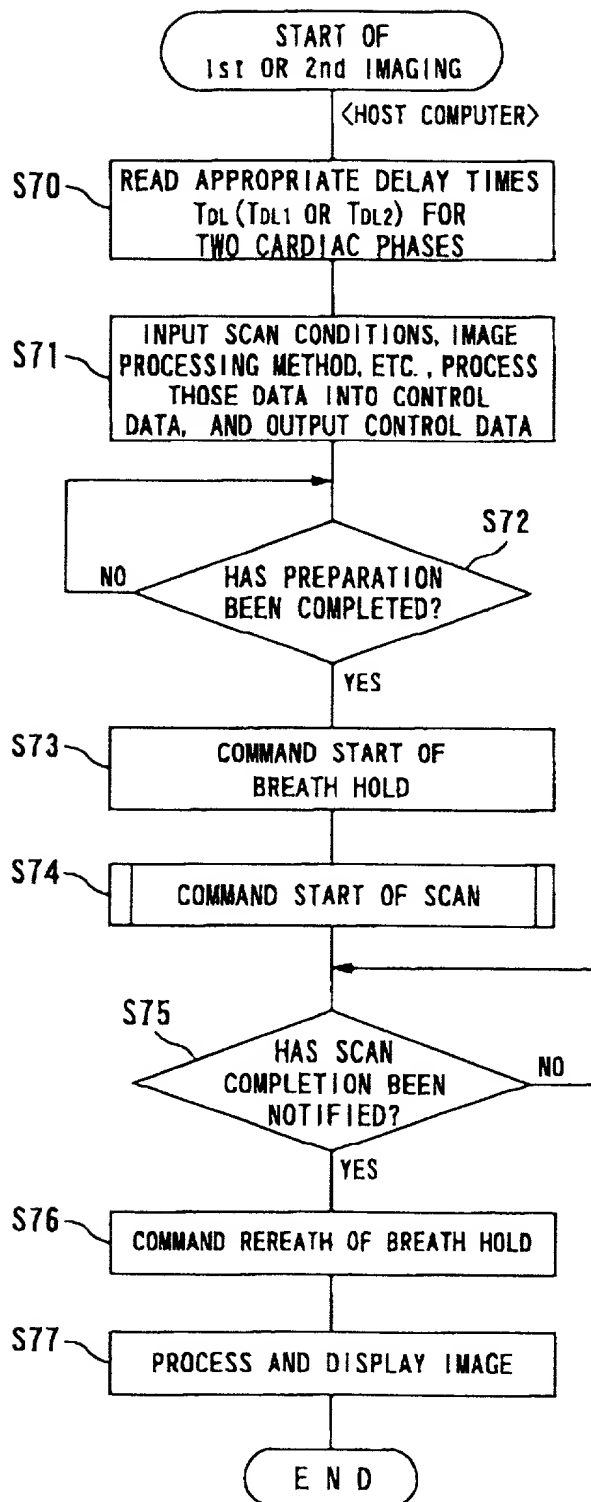 START OF
1st OR 2nd IMAGING
<HOST COMPUTER>
S70
READ APPROPRIATE DELAY TIMES
TDL (TDL1 OR TDL2) FOR
TWO CARDIAC PHASES
S71
INPUT SCAN CONDITIONS, IMAGE
PROCESSING METHOD, ETC., PROCESS
THOSE DATA INTO CONTROL
DATA, AND OUTPUT CONTROL DATA
S72
NO
HAS PREPARATION
BEEN COMPLETED?
YES
S73
COMMAND START OF
BREATH HOLD
S74
COMMAND START OF SCAN
S75
HAS SCAN
COMPLETION BEEN
NOTIFIED?
NO
YES
S76
COMMAND REREATH OF BREATH HOLD
S77
PROCESS AND DISPLAY IMAGE
END